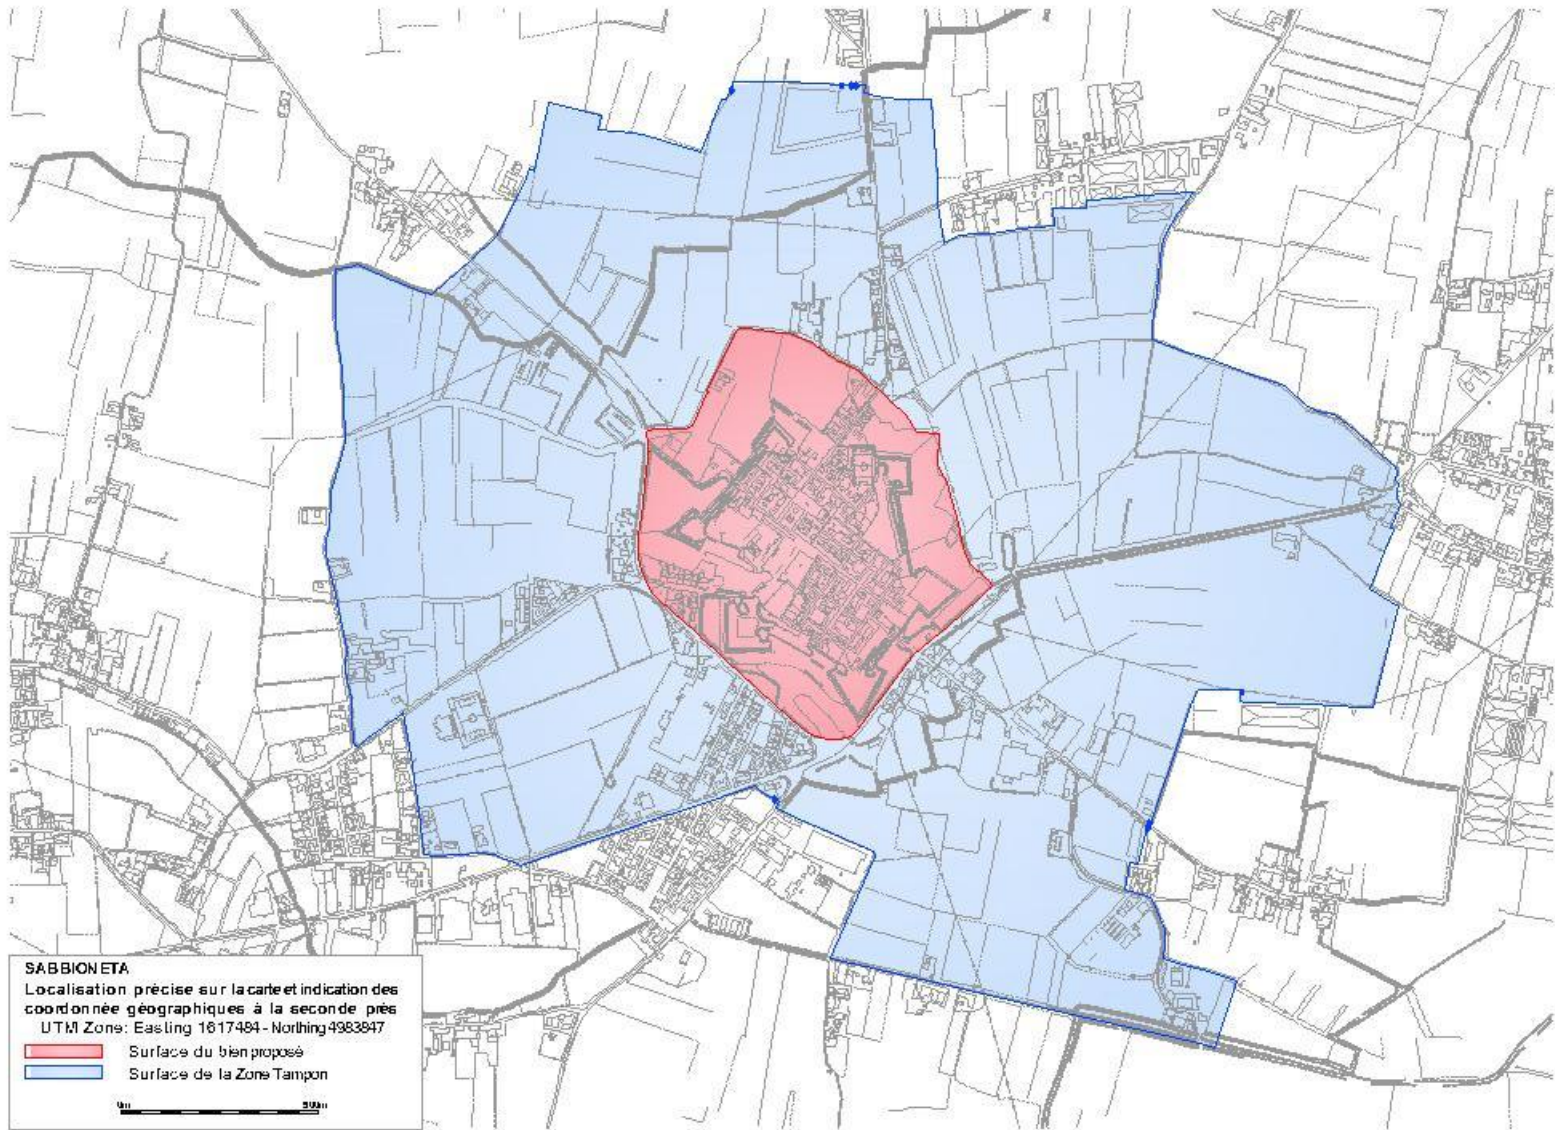 SABBIONETA
Localisation précise sur la carte et indication des
coordonnée géographiques à la seconde près
UTM Zone: Easting 1617484 - Northing 4983847
Surface du bien proposé
Surface de la Zone Tampon
0m 500m